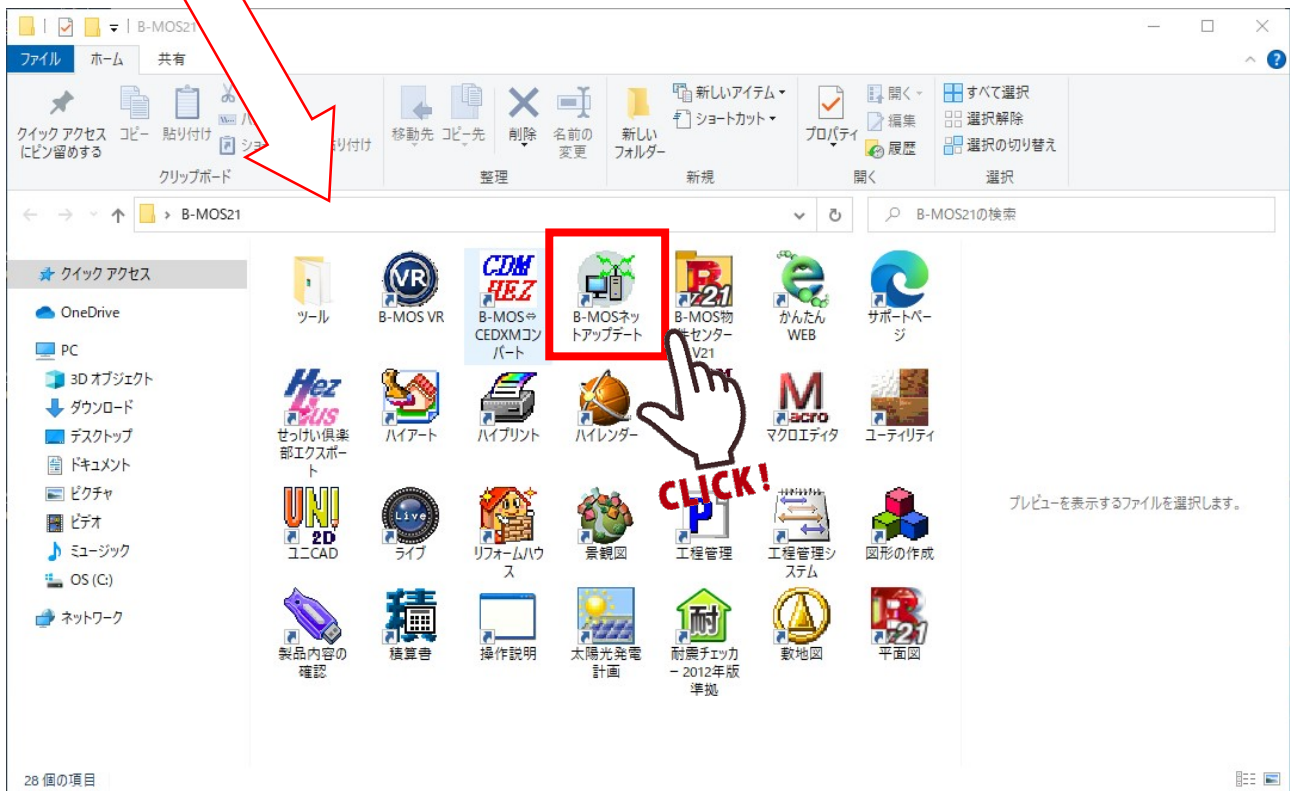 B-MOS21
ファイル
ホーム
共有
クイック アクセス
にピン留めする
コピー
貼り付け
り付け
移動先
コピー先
削除
名前の
変更
新しい
フォルダー
新しいアイテム
ショートカット
プロパティ
開く
編集
履歴
すべて選択
選択解除
選択の切り替え
クリップボード
整理
新規
開く
選択
B-MOS21
B-MOS21の検索
クイック アクセス
OneDrive
PC
3D オブジェクト
ダウンロード
デスクトップ
ドキュメント
ピクチャ
ビデオ
ミュージック
OS (C:)
ネットワーク
VR
CDM
HEZ
z21
ツール
B-MOS VR
B-MOS⇔
CEDXMコン
バート
B-MOSネッ
トアップデート
B-MOS物
件センター
V21
かんたん
WEB
サポートペー
ジ
Hez
Plus
Macro
せっけい倶楽
部エクスポー
ト
ハイアート
ハイプリント
ハイレンダー
マクロエディタ
ユーティリティ
CLICK!
UNI
2D
Live
P
ユニCAD
ライブ
リフォームハウ
ス
景観図
工程管理
工程管理シ
ステム
図形の作成
積
耐
z21
製品内容の
確認
積算書
操作説明
太陽光発電
計画
耐震チェッカ
ー 2012年版
準拠
敷地図
平面図
プレビューを表示するファイルを選択します。
28 個の項目